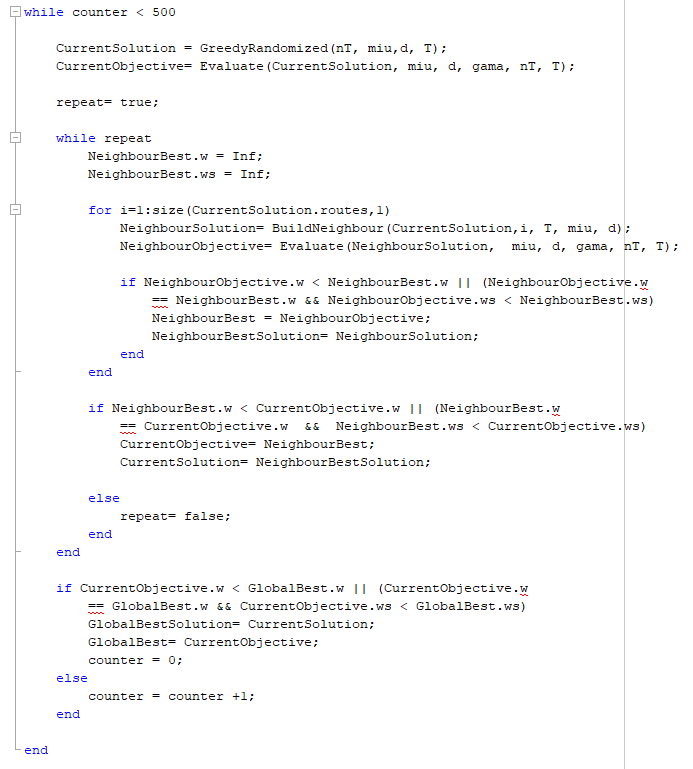 while counter < 500
CurrentSolution = GreedyRandomized(nT, miu,d, T);
CurrentObjective= Evaluate(CurrentSolution, miu, d, gama, nT, T);
repeat= true;
while repeat
NeighbourBest.w = Inf;
NeighbourBest.ws = Inf;
for i=1:size(CurrentSolution.routes,1)
NeighbourSolution= BuildNeighbour(CurrentSolution,i, T, miu, d);
NeighbourObjective= Evaluate(NeighbourSolution,  miu, d, gama, nT, T);
if NeighbourObjective.w < NeighbourBest.w || (NeighbourObjective.w
== NeighbourBest.w && NeighbourObjective.ws < NeighbourBest.ws)
NeighbourBest = NeighbourObjective;
NeighbourBestSolution= NeighbourSolution;
end
end
if NeighbourBest.w < CurrentObjective.w || (NeighbourBest.w
== CurrentObjective.w  &&  NeighbourBest.ws < CurrentObjective.ws)
CurrentObjective= NeighbourBest;
CurrentSolution= NeighbourBestSolution;
else
repeat= false;
end
end
if CurrentObjective.w < GlobalBest.w || (CurrentObjective.w
== GlobalBest.w && CurrentObjective.ws < GlobalBest.ws)
GlobalBestSolution= CurrentSolution;
GlobalBest= CurrentObjective;
counter = 0;
else
counter = counter +1;
end
end